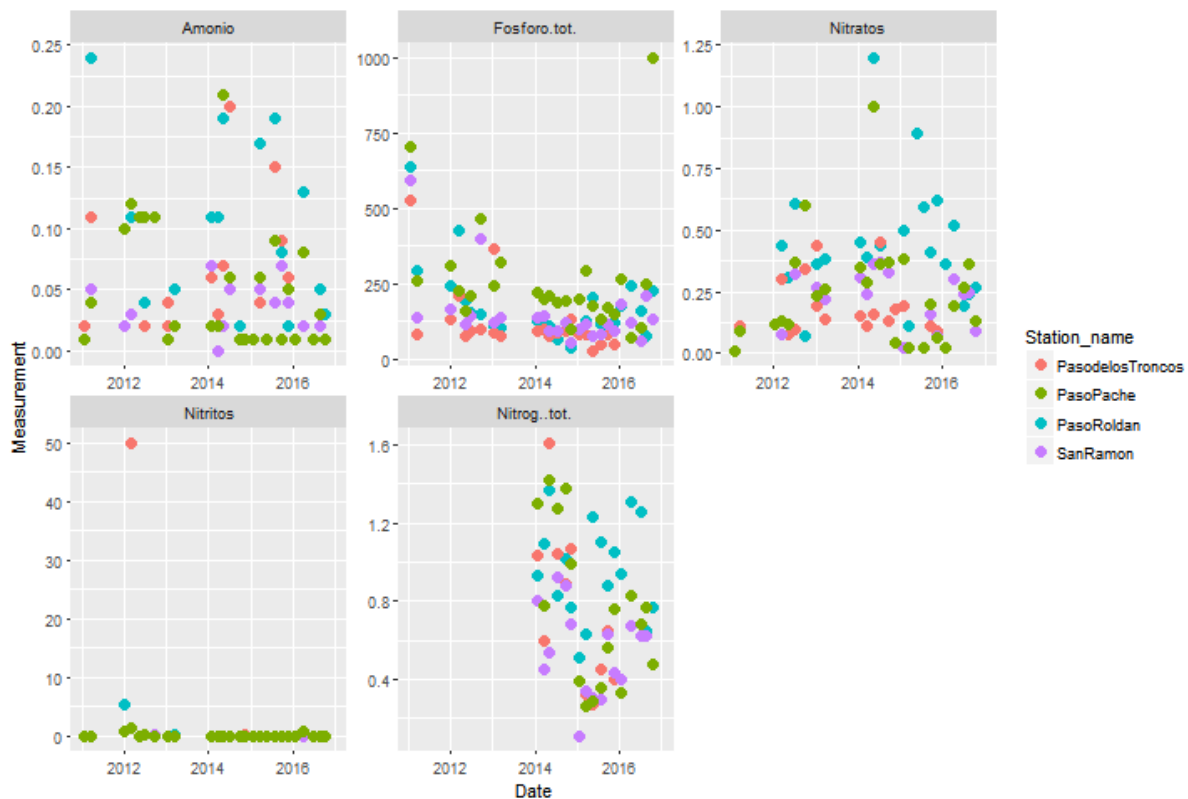 Amonio
Fosforo.tot.
Nitratos
0.25
0.20
0.15
0.10
0.05
0.00
1000
750
500
250
0
1.25
1.00
0.75
0.50
0.25
0.00
2012 2014 2016
2012 2014 2016
2012 2014 2016
Measurement
Nitritos
Nitrog..tot.
50
40
30
20
10
0
1.6
1.2
0.8
0.4
2012 2014 2016
2012 2014 2016
Date
Station_name
PasodelosTroncos
PasoPache
PasoRoldan
SanRamon